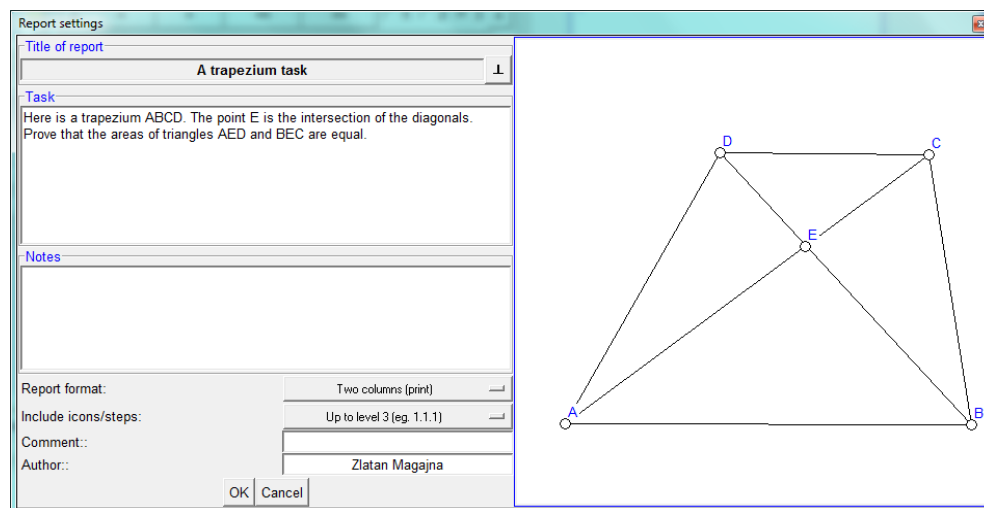 Report settings
Title of report
A trapezium task
Task
Here is a trapezium ABCD. The point E is the intersection of the diagonals.
Prove that the areas of triangles AED and BEC are equal.
Notes
Report format:
Two columns (print)
Include icons/steps:
Up to level 3 (eg. 1.1.1)
Comment::
Author::
Zlatan Magajna
OK Cancel
D
C
E
A
B